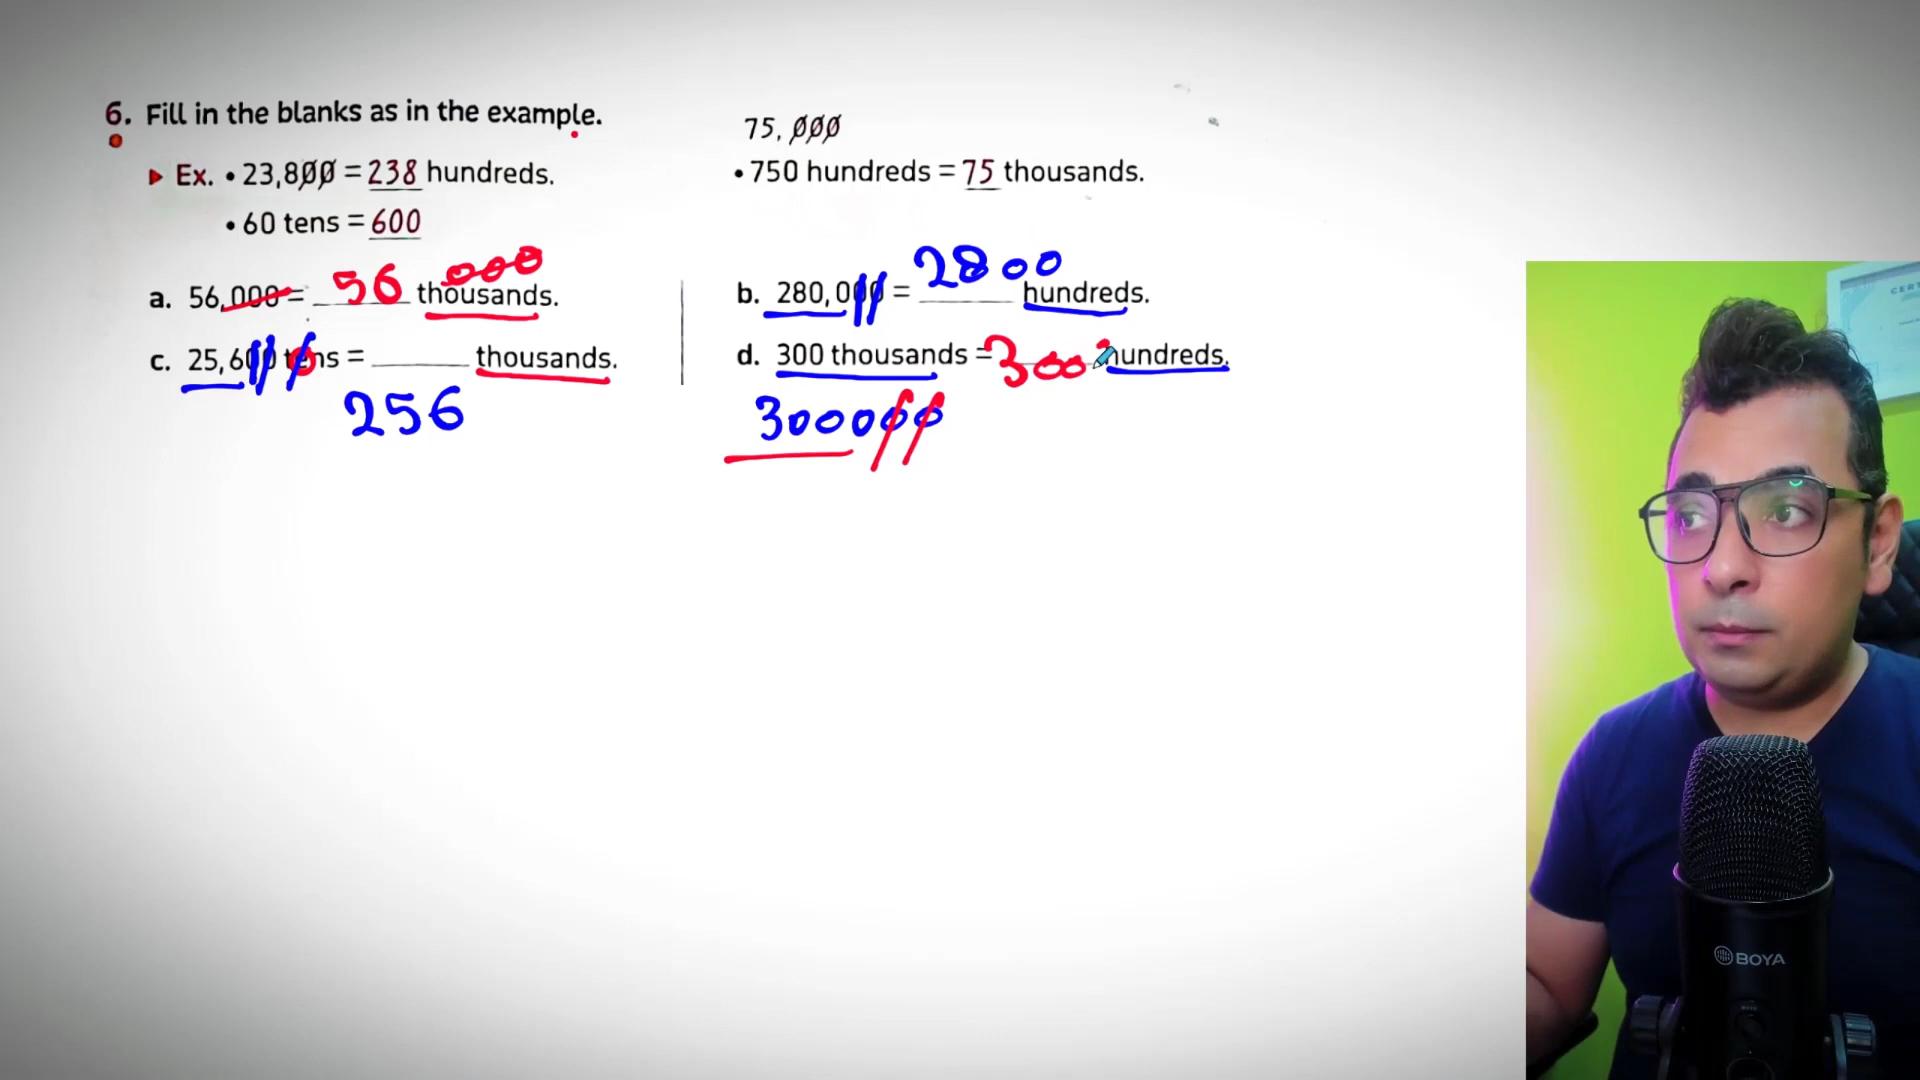 6. Fill in the blanks as in the example.
Ex. • 23,800 = 238 hundreds.
• 60 tens = 600
75,000
• 750 hundreds = 75 thousands.
a. 56,000 = 56 thousands.
000
b. 280,000 = 2800 hundreds.
c. 25,600 tens = ______ thousands.
256
d. 300 thousands = 300 hundreds.
300000
BOYA